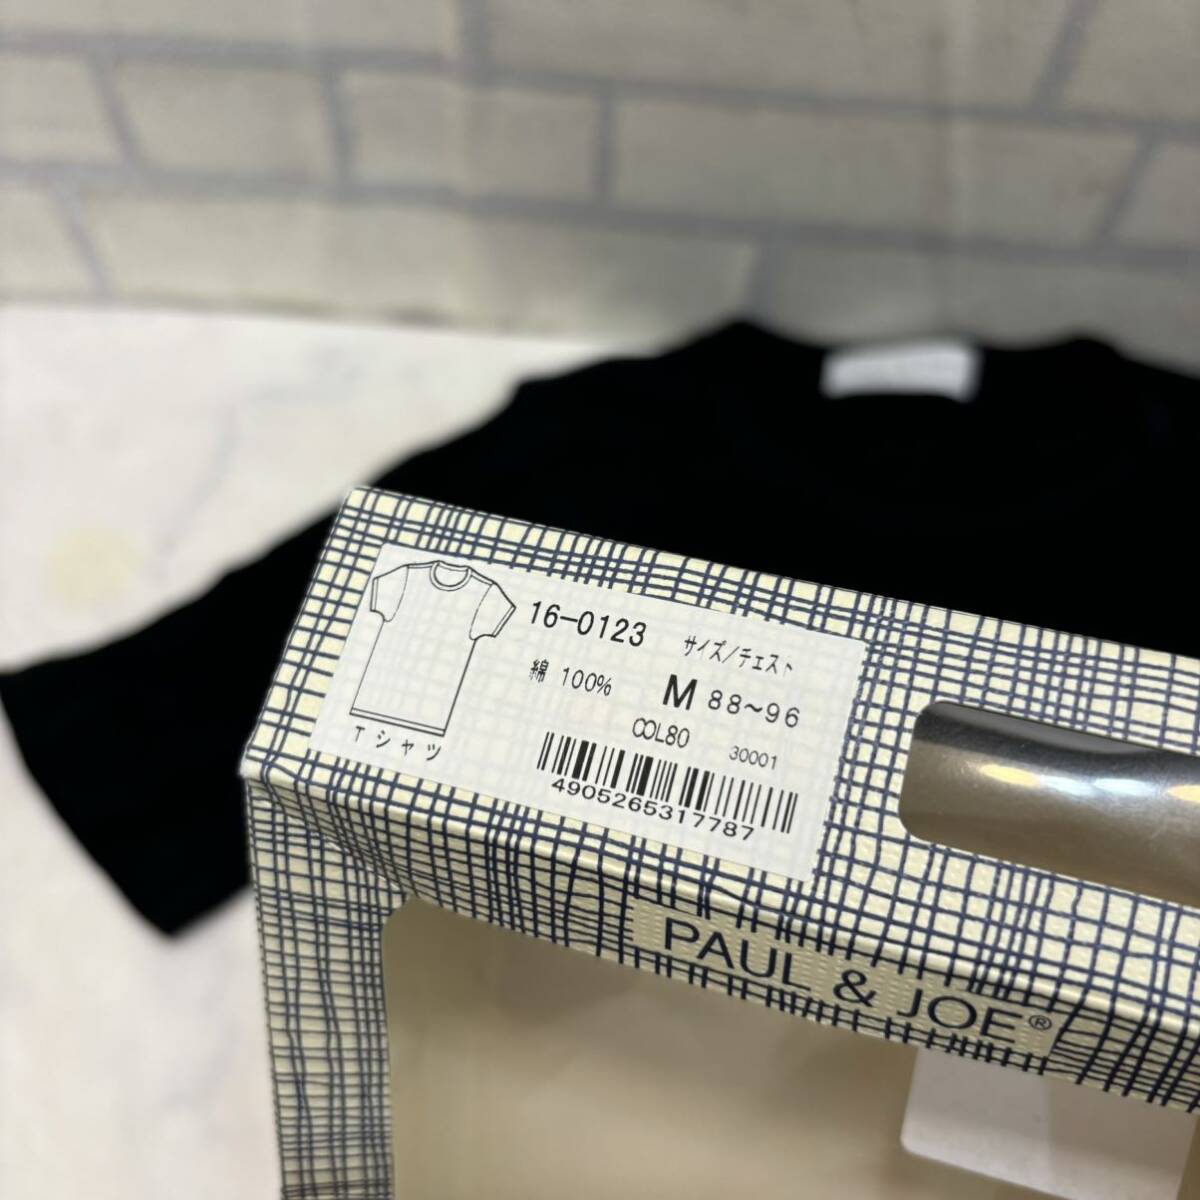 16-0123
サイズ/チェスト
綿 100%
M 88~96
COL80
30001
Tシャツ
4905265317787
PAUL & JOE®